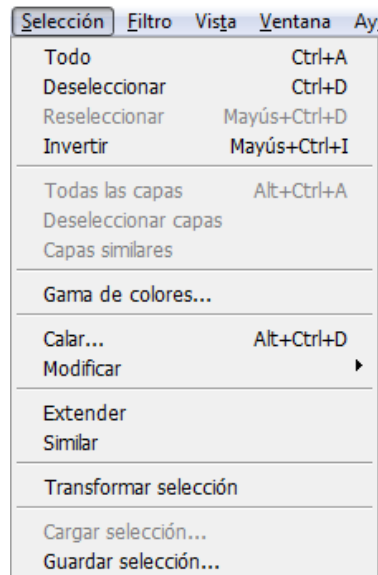 Selección Filtro Vista Ventana Ay
Todo Ctrl+A
Deseleccionar Ctrl+D
Reseleccionar Mayús+Ctrl+D
Invertir Mayús+Ctrl+I
Todas las capas Alt+Ctrl+A
Deseleccionar capas
Capas similares
Gama de colores...
Calar... Alt+Ctrl+D
Modificar
Extender
Similar
Transformar selección
Cargar selección...
Guardar selección...